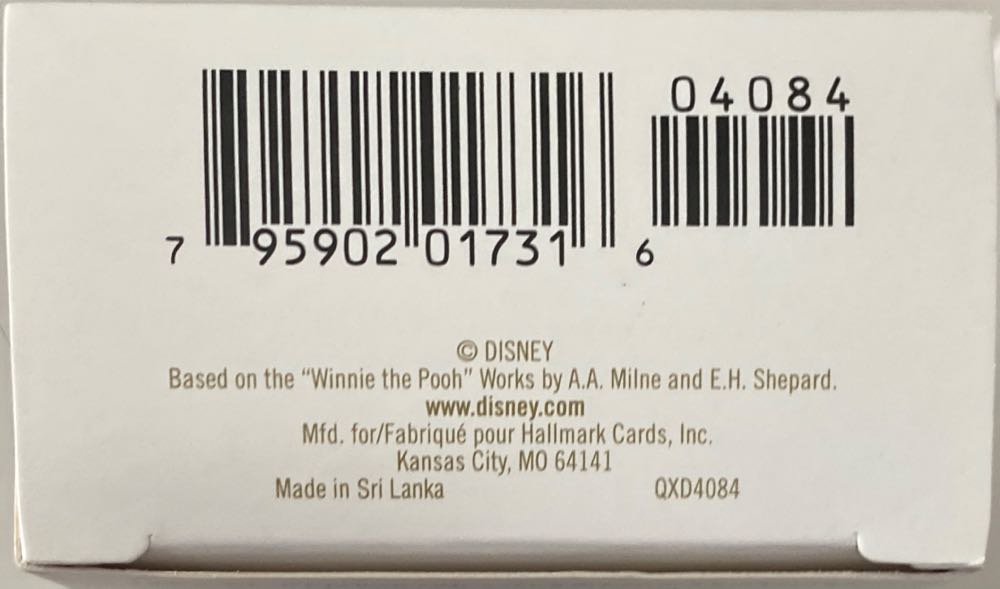 04084
7 95902 01731 6
© DISNEY
Based on the “Winnie the Pooh” Works by A.A. Milne and E.H. Shepard.
www.disney.com
Mfd. for/Fabriqué pour Hallmark Cards, Inc.
Kansas City, MO 64141
Made in Sri Lanka QXD4084